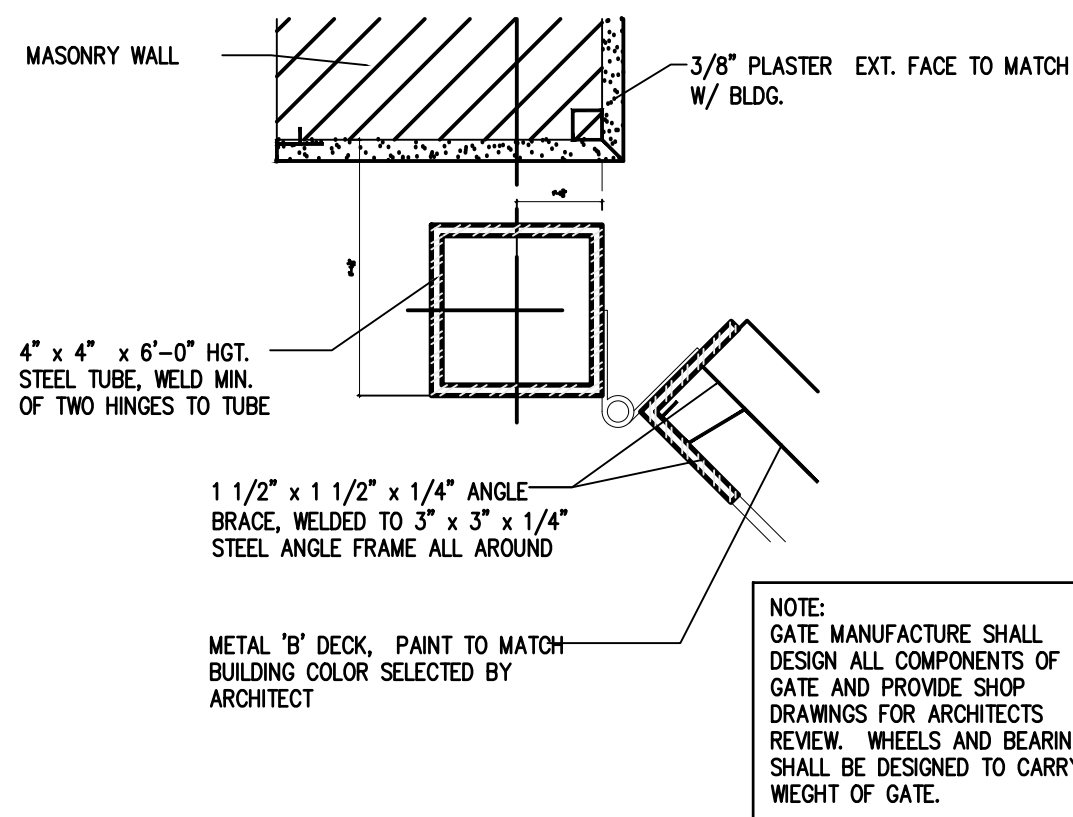 MASONRY WALL
3/8" PLASTER EXT. FACE TO MATCH
W/ BLDG.
4" x 4" x 6'-0" HGT.
STEEL TUBE, WELD MIN.
OF TWO HINGES TO TUBE
1 1/2" x 1 1/2" x 1/4" ANGLE
BRACE, WELDED TO 3" x 3" x 1/4"
STEEL ANGLE FRAME ALL AROUND
METAL 'B' DECK, PAINT TO MATCH
BUILDING COLOR SELECTED BY
ARCHITECT
NOTE:
GATE MANUFACTURE SHALL
DESIGN ALL COMPONENTS OF
GATE AND PROVIDE SHOP
DRAWINGS FOR ARCHITECTS
REVIEW. WHEELS AND BEARIN
SHALL BE DESIGNED TO CARRY
WIEGHT OF GATE.